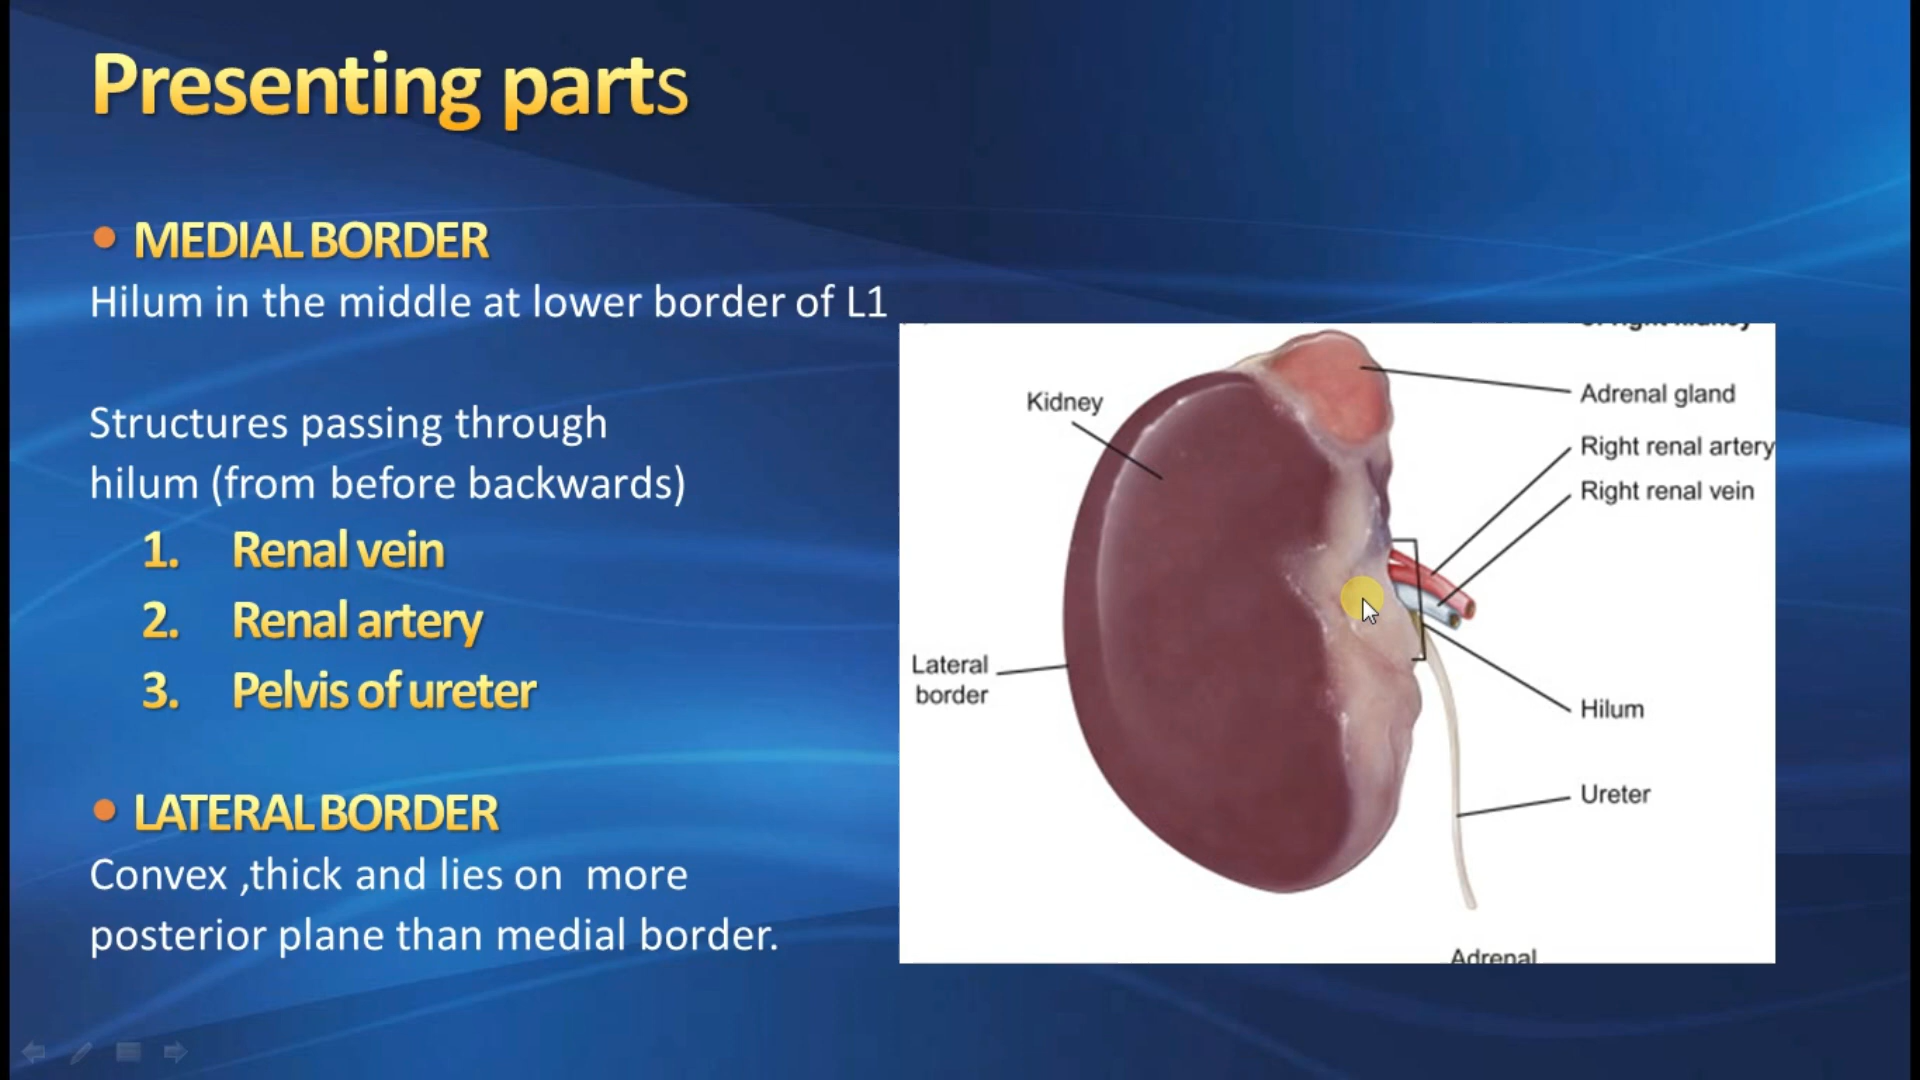 Presenting parts
• MEDIAL BORDER
Hilum in the middle at lower border of L1
Structures passing through
hilum (from before backwards)
1. Renal vein
2. Renal artery
3. Pelvis of ureter
• LATERAL BORDER
Convex ,thick and lies on more
posterior plane than medial border.
Kidney
Adrenal gland
Right renal artery
Right renal vein
Lateral
border
Hilum
Ureter
Adrenal